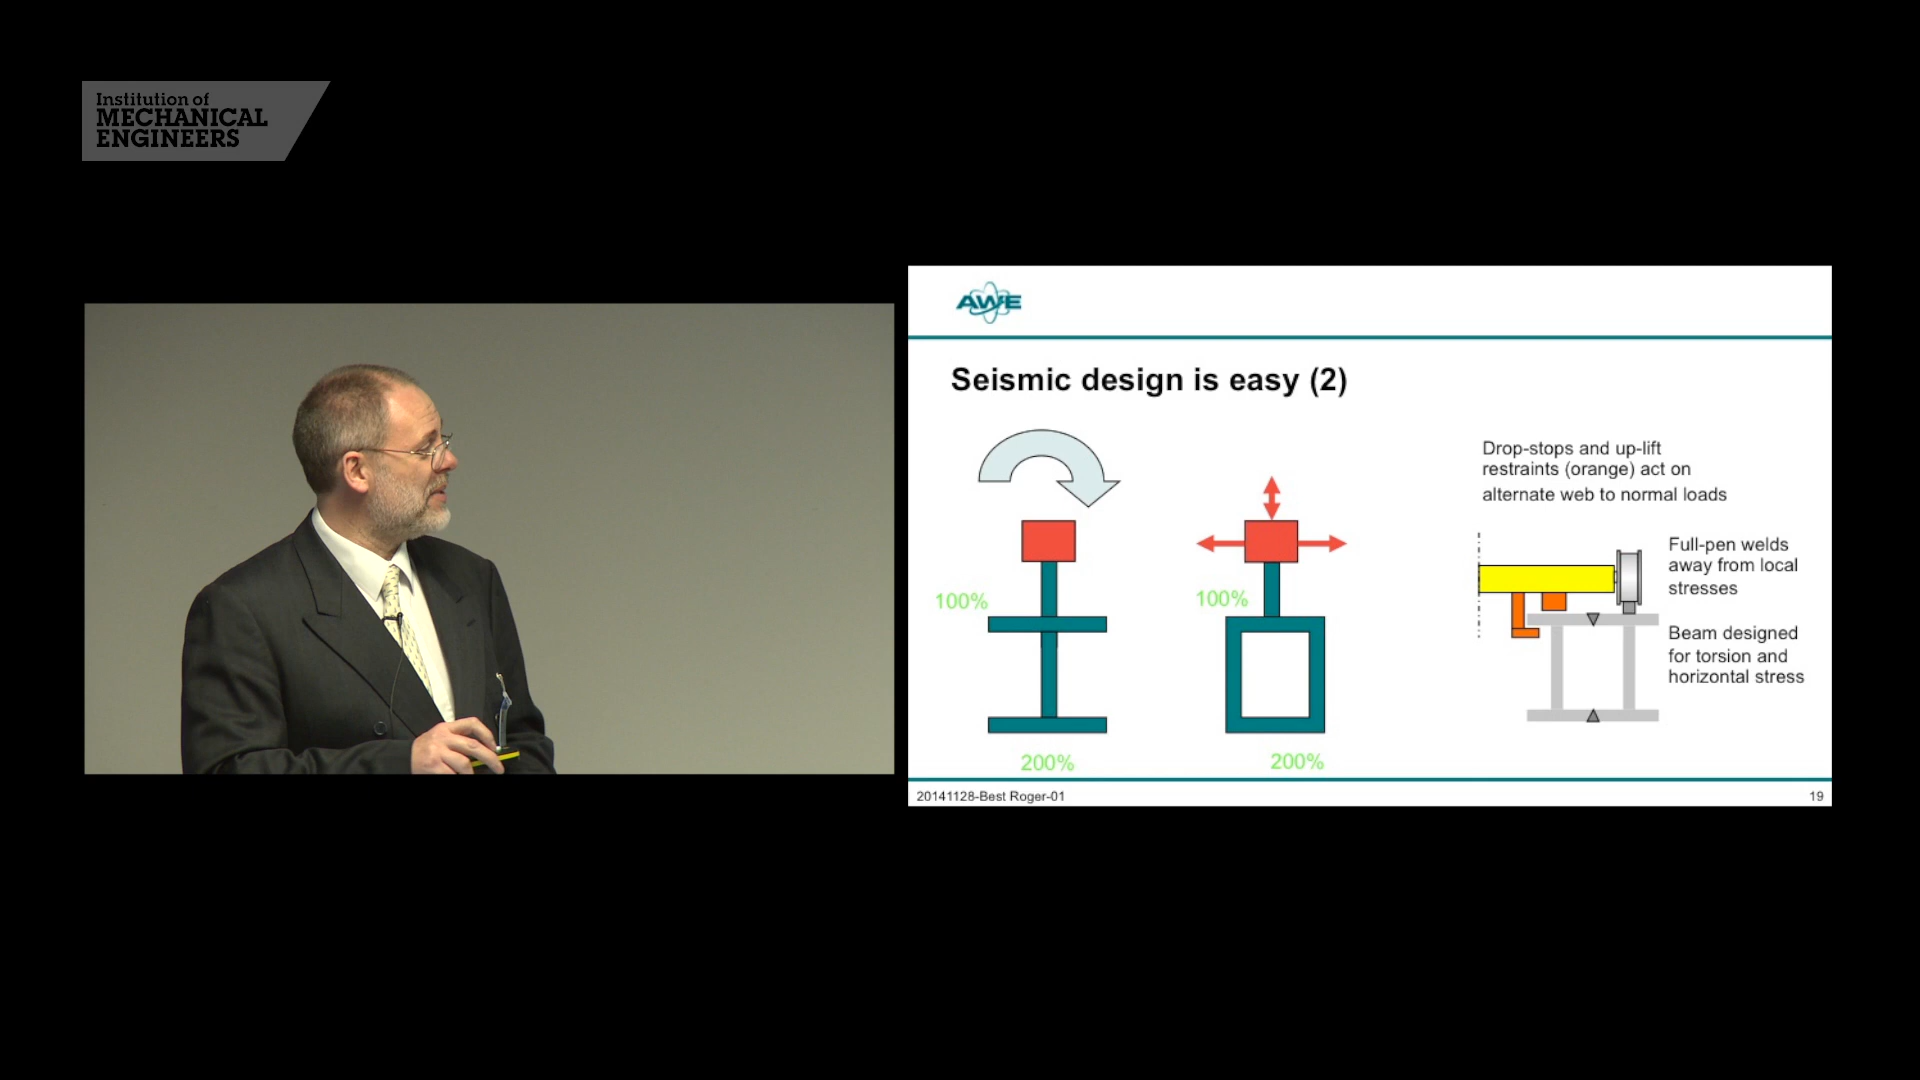 Institution of
MECHANICAL
ENGINEERS
AWE
Seismic design is easy (2)
Drop-stops and up-lift
restraints (orange) act on
alternate web to normal loads
Full-pen welds
away from local
stresses
Beam designed
for torsion and
horizontal stress
100%
100%
200%
200%
20141128-Best Roger-01
19